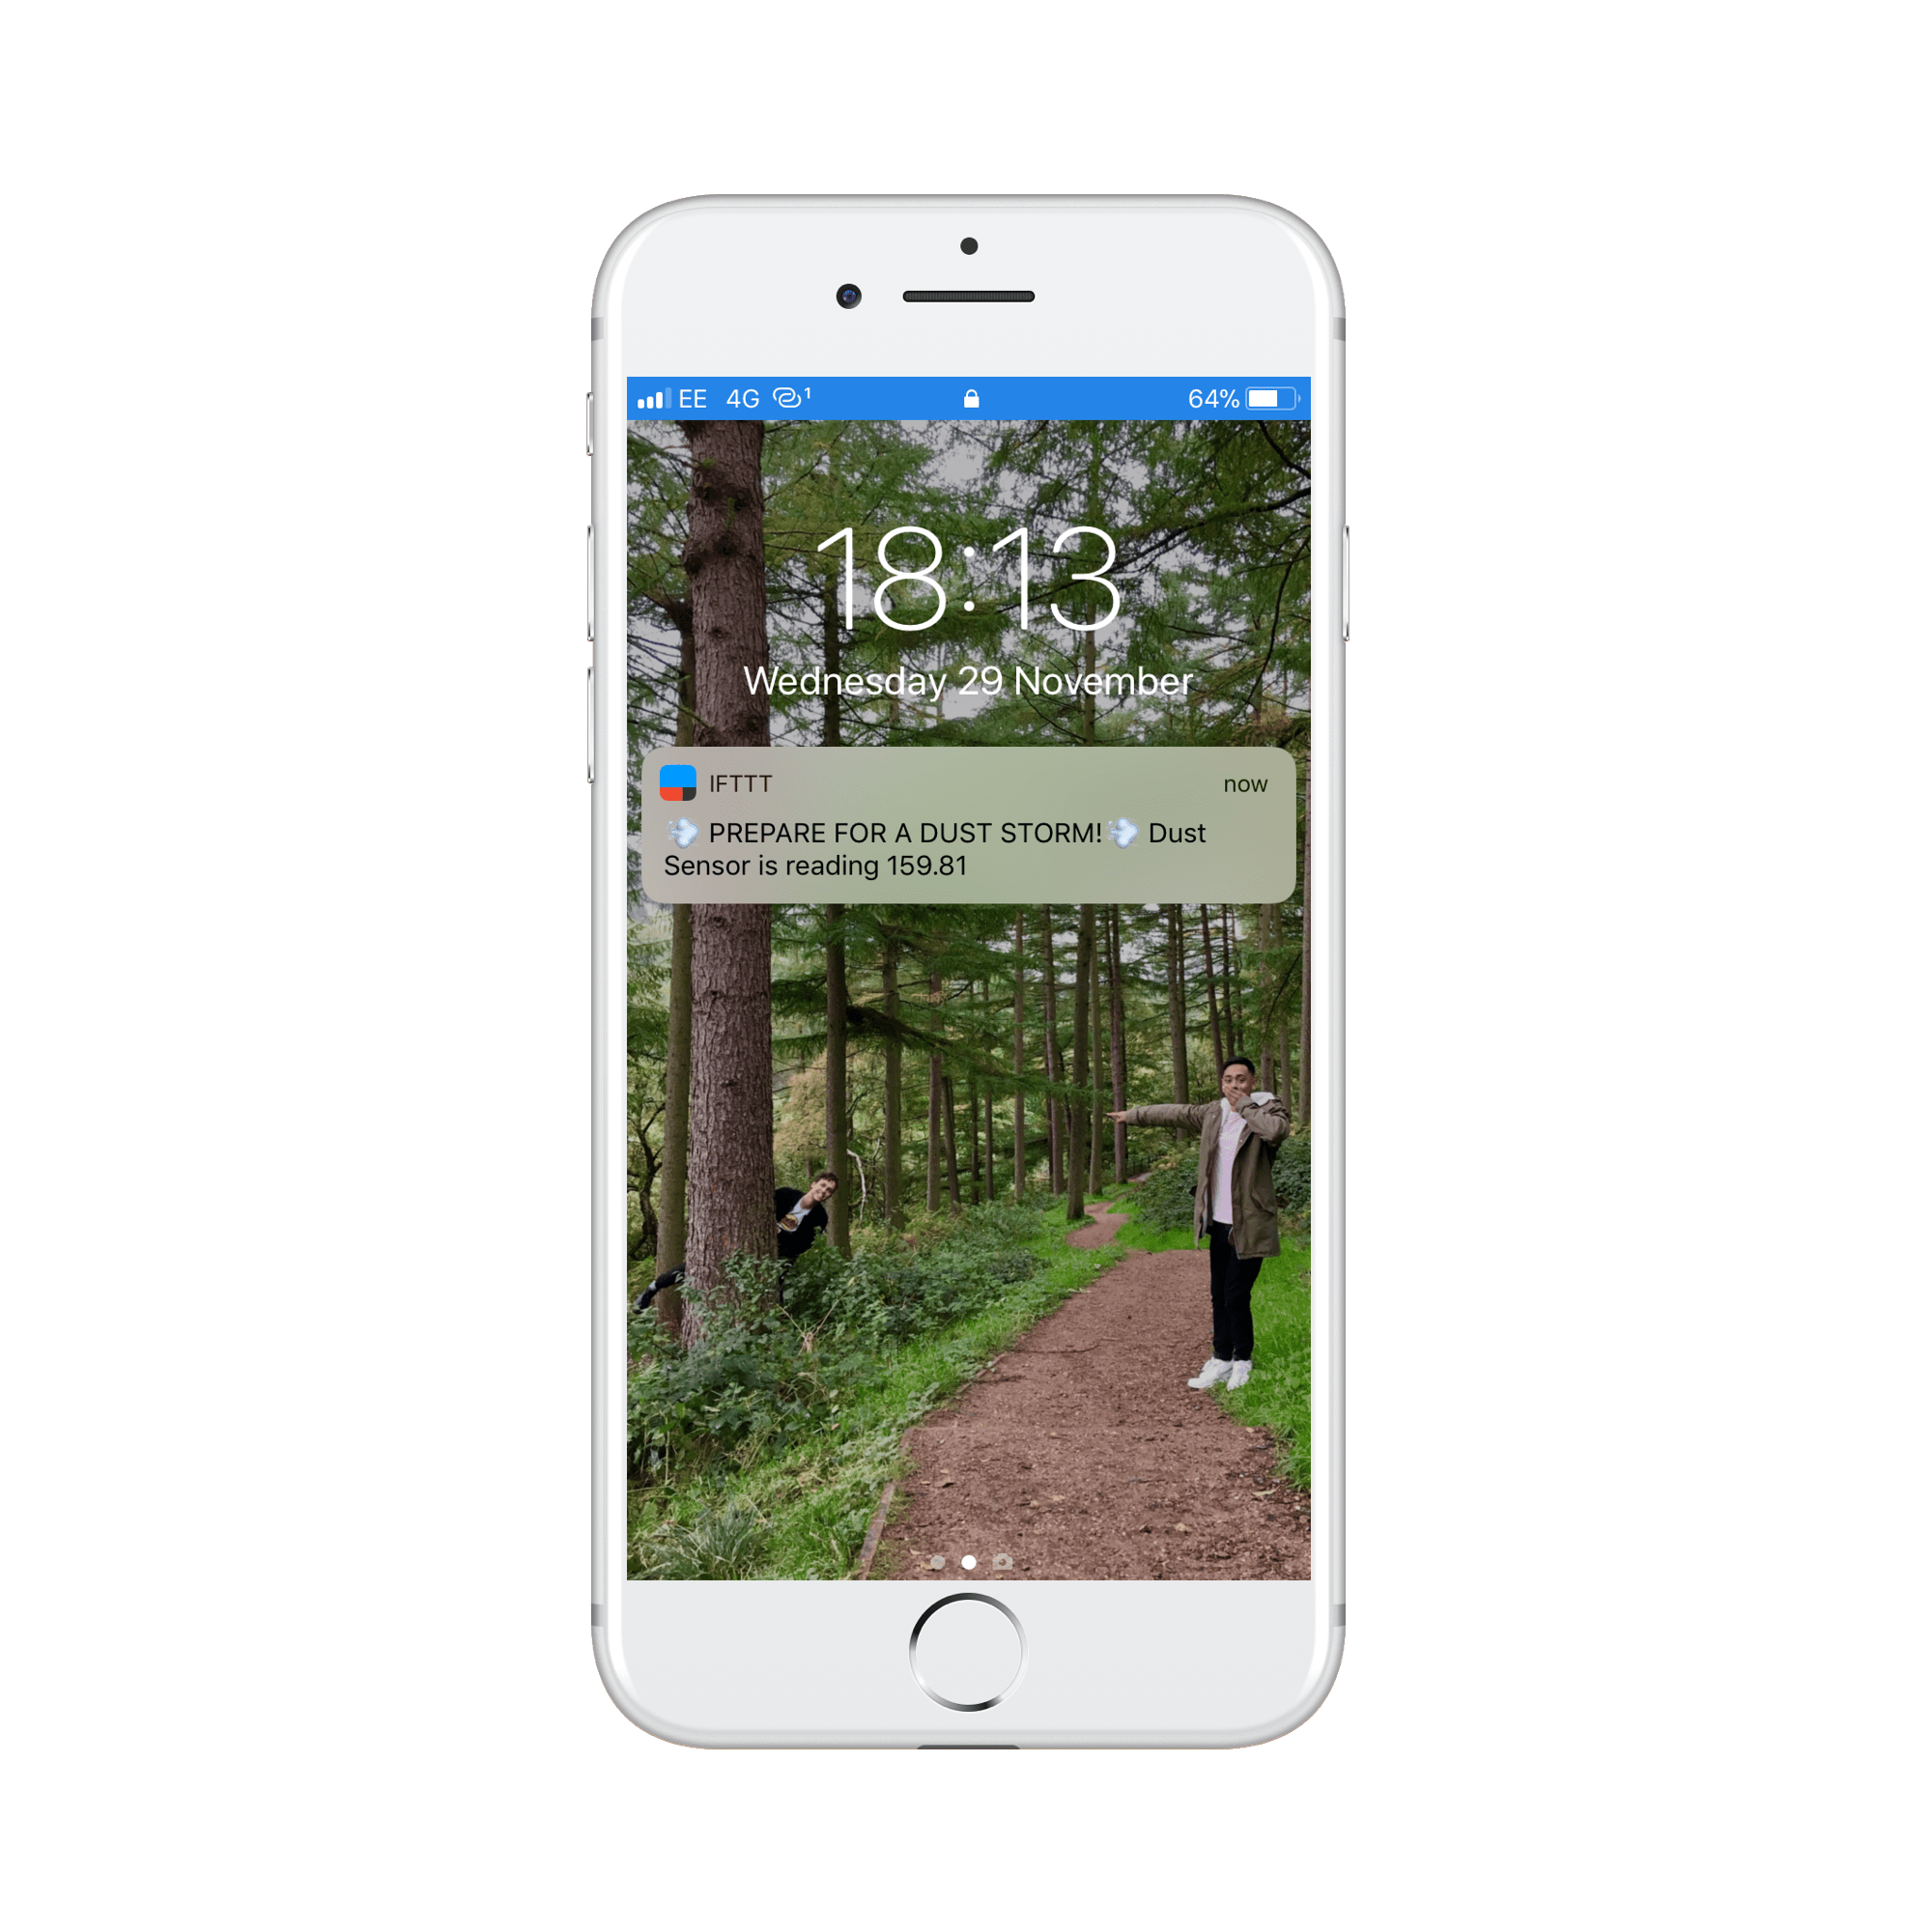 EE 4G 1 64%
18:13
Wednesday 29 November
IFTTT now
💨 PREPARE FOR A DUST STORM!💨 Dust
Sensor is reading 159.81